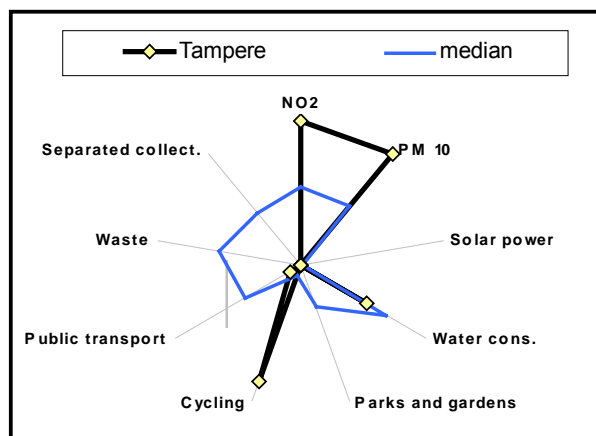 Tampere median
NO2
Separated collect.
PM 10
Waste
Solar power
Public transport
Water cons.
Cycling
Parks and gardens